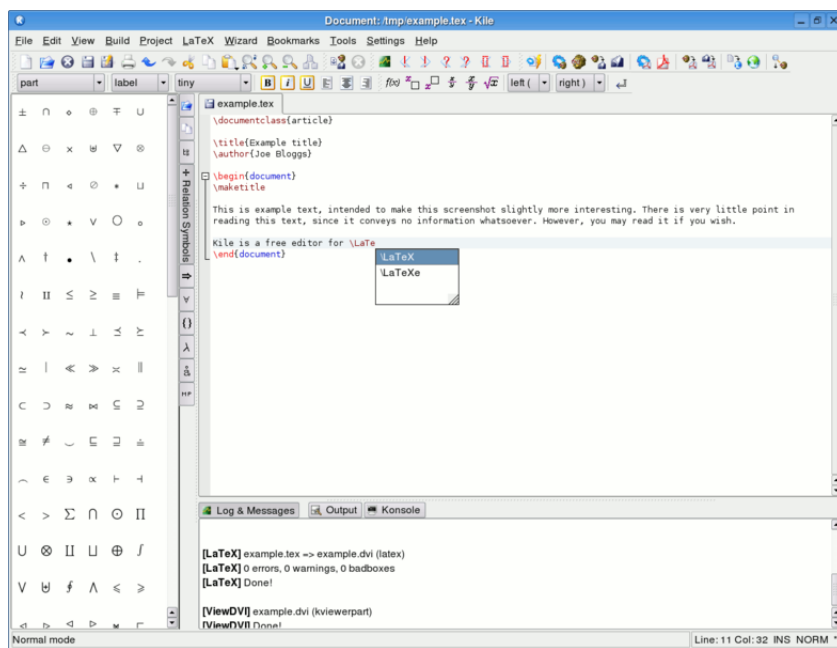 Document: /tmp/example.tex - Kile
File Edit View Build Project LaTeX Wizard Bookmarks Tools Settings Help
part label tiny B i U f(x) left ( right )
example.tex
\documentclass{article}
\title{Example title}
\author{Joe Bloggs}
\begin{document}
\maketitle
This is example text, intended to make this screenshot slightly more interesting. There is very little point in
reading this text, since it conveys no information whatsoever. However, you may read it if you wish.
Kile is a free editor for \LaTe
\end{document}
\LaTeX
\LaTeXe
Relation Symbols
Log & Messages Output Konsole
[LaTeX] example.tex => example.dvi (latex)
[LaTeX] 0 errors, 0 warnings, 0 badboxes
[LaTeX] Done!
[ViewDVI] example.dvi (kviewerpart)
[ViewDVI] Done!
Normal mode Line: 11 Col: 32 INS NORM *